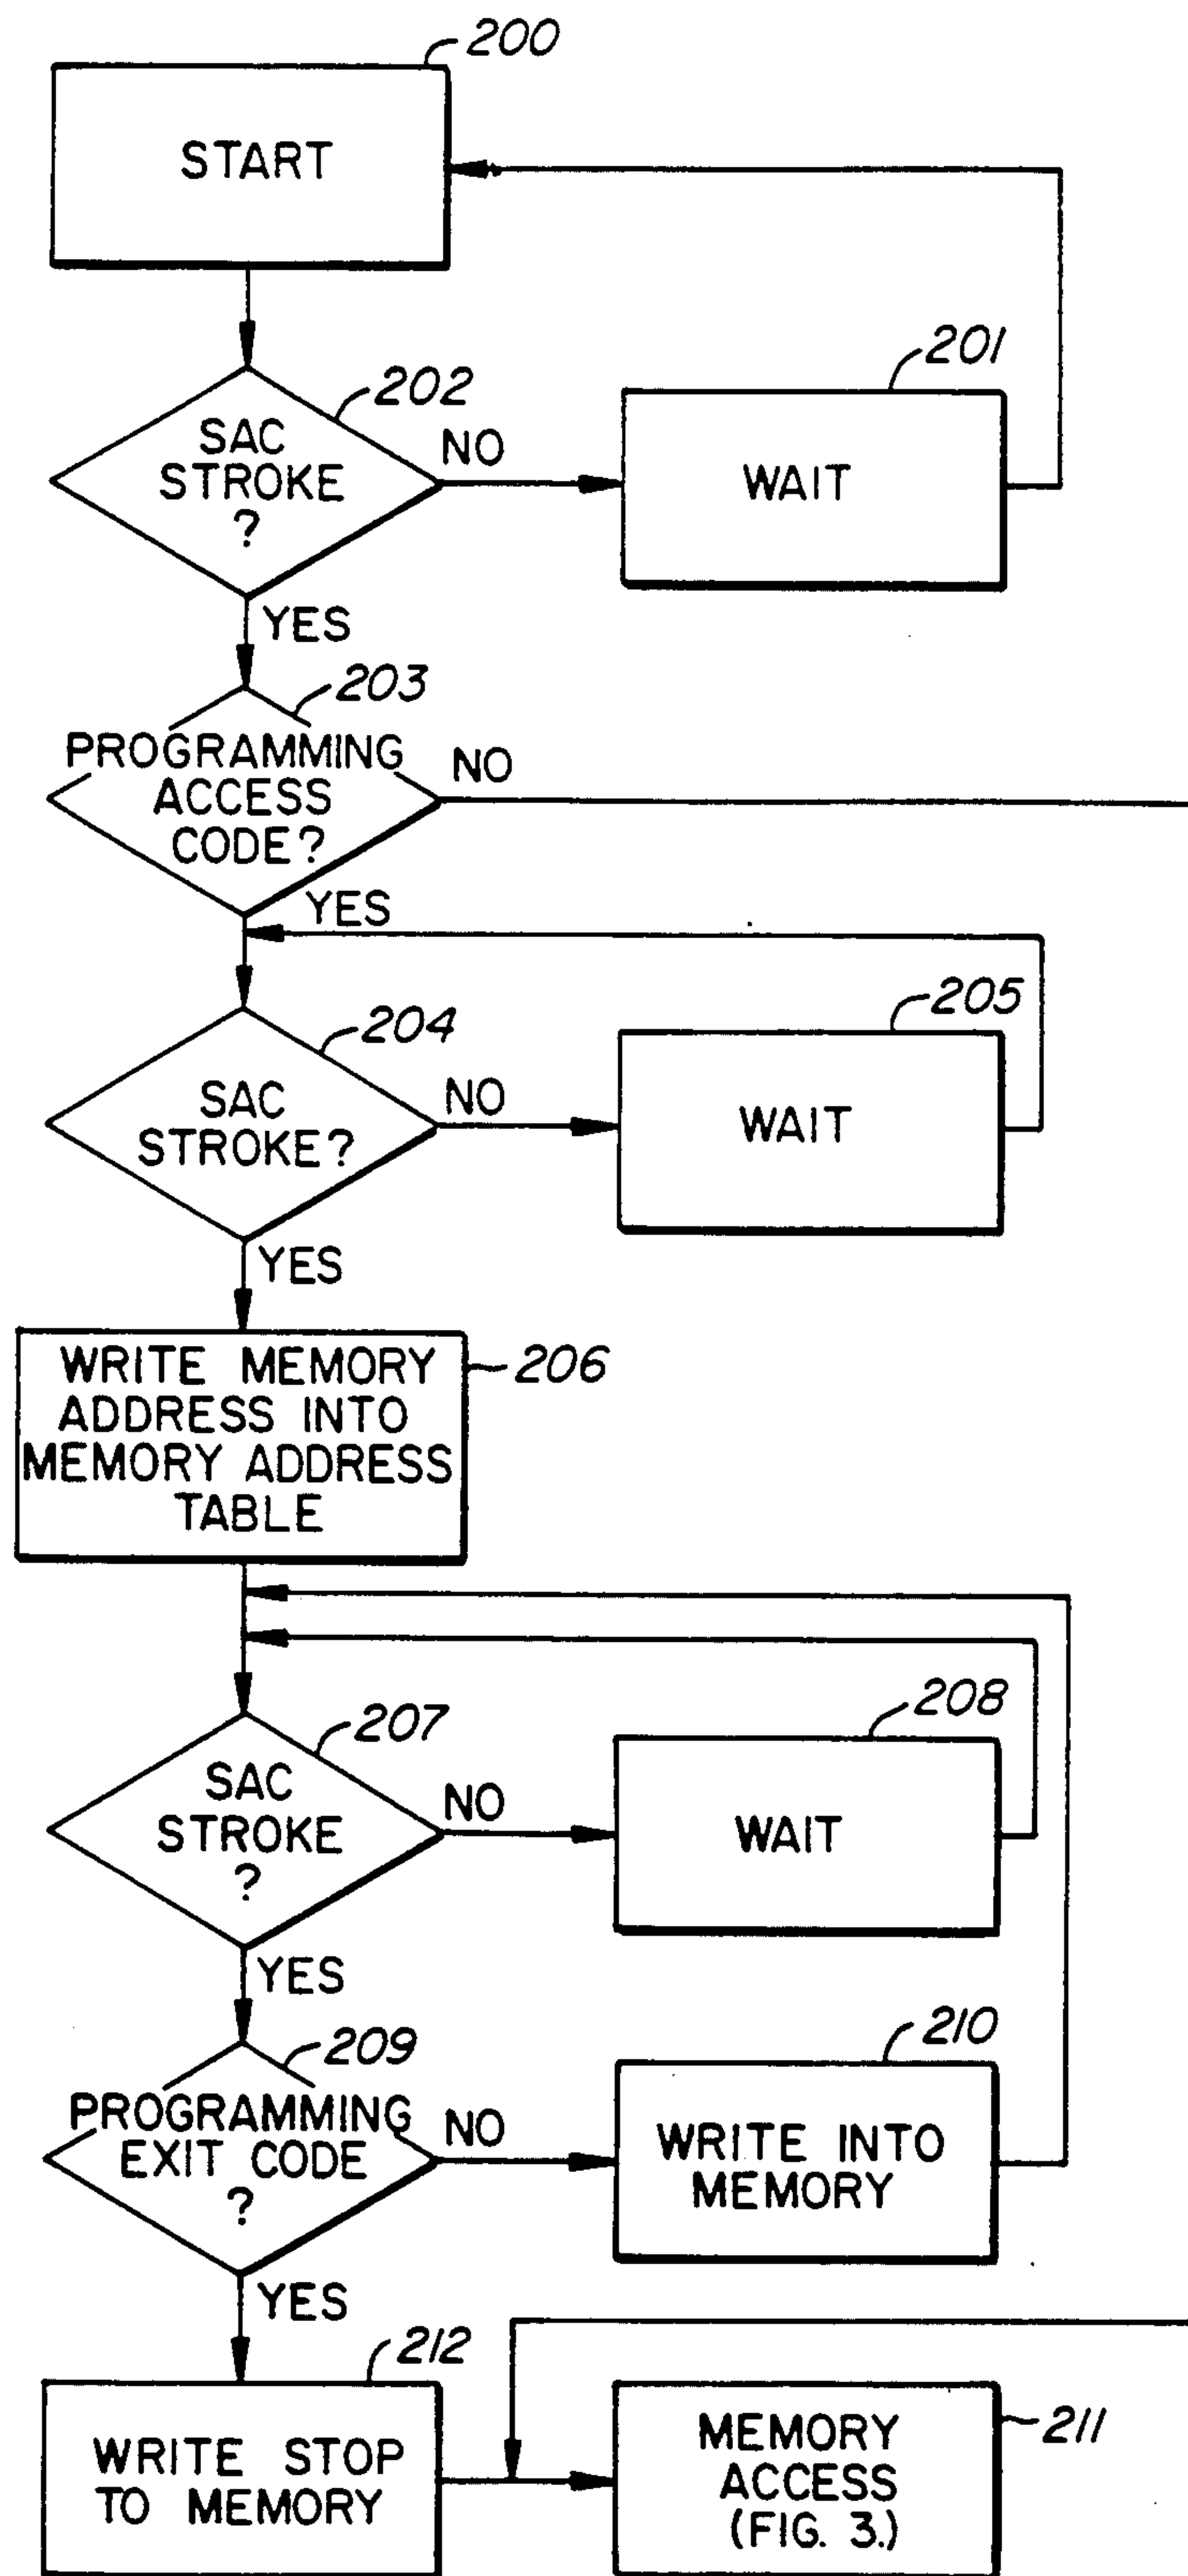 200
START
201
202
SAC
STROKE
?
NO
WAIT
YES
203
PROGRAMMING
ACCESS
CODE?
NO
YES
204
205
SAC
STROKE?
NO
WAIT
YES
WRITE MEMORY
ADDRESS INTO
MEMORY ADDRESS
TABLE
206
207
208
SAC
STROKE
?
NO
WAIT
YES
209
210
PROGRAMMING
EXIT CODE
?
NO
WRITE INTO
MEMORY
YES
212
WRITE STOP
TO MEMORY
MEMORY
ACCESS
(FIG. 3.)
211